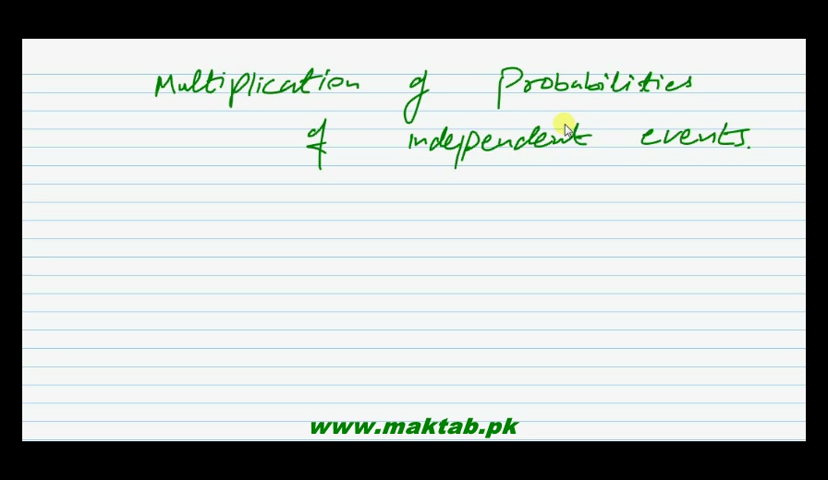 Multiplication of Probabilities
of independent events.
www.maktab.pk